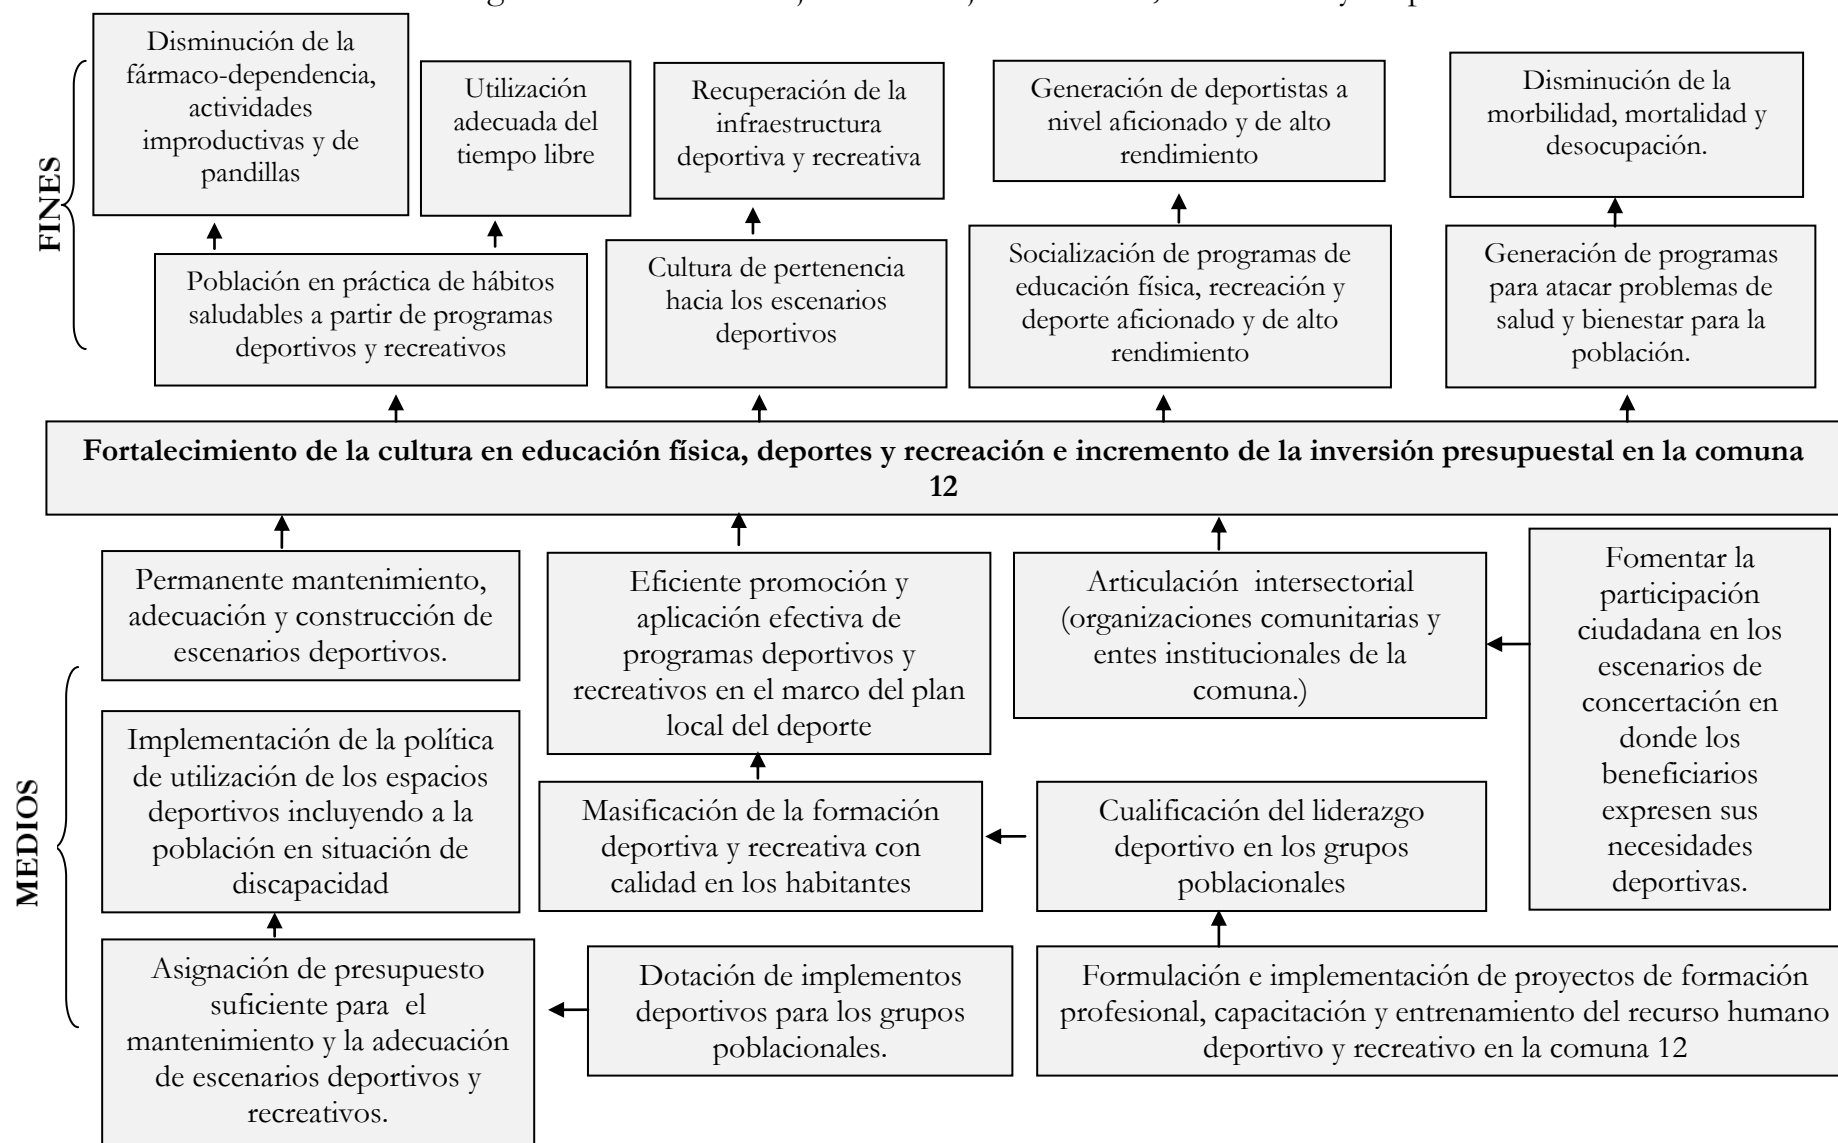 Disminución de la
fármaco-dependencia,
actividades
improductivas y de
pandillas
Utilización
adecuada del
tiempo libre
Recuperación de la
infraestructura
deportiva y recreativa
Generación de deportistas a
nivel aficionado y de alto
rendimiento
Disminución de la
morbilidad, mortalidad y
desocupación.
FINES
Población en práctica de hábitos
saludables a partir de programas
deportivos y recreativos
Cultura de pertenencia
hacia los escenarios
deportivos
Socialización de programas de
educación física, recreación y
deporte aficionado y de alto
rendimiento
Generación de programas
para atacar problemas de
salud y bienestar para la
población.
Fortalecimiento de la cultura en educación física, deportes y recreación e incremento de la inversión presupuestal en la comuna
12
Permanente mantenimiento,
adecuación y construcción de
escenarios deportivos.
Eficiente promoción y
aplicación efectiva de
programas deportivos y
recreativos en el marco del plan
local del deporte
Articulación intersectorial
(organizaciones comunitarias y
entes institucionales de la
comuna.)
Fomentar la
participación
ciudadana en los
escenarios de
concertación en
donde los
beneficiarios
expresen sus
necesidades
deportivas.
MEDIOS
Implementación de la política
de utilización de los espacios
deportivos incluyendo a la
población en situación de
discapacidad
Masificación de la formación
deportiva y recreativa con
calidad en los habitantes
Cualificación del liderazgo
deportivo en los grupos
poblacionales
Asignación de presupuesto
suficiente para el
mantenimiento y la adecuación
de escenarios deportivos y
recreativos.
Dotación de implementos
deportivos para los grupos
poblacionales.
Formulación e implementación de proyectos de formación
profesional, capacitación y entrenamiento del recurso humano
deportivo y recreativo en la comuna 12